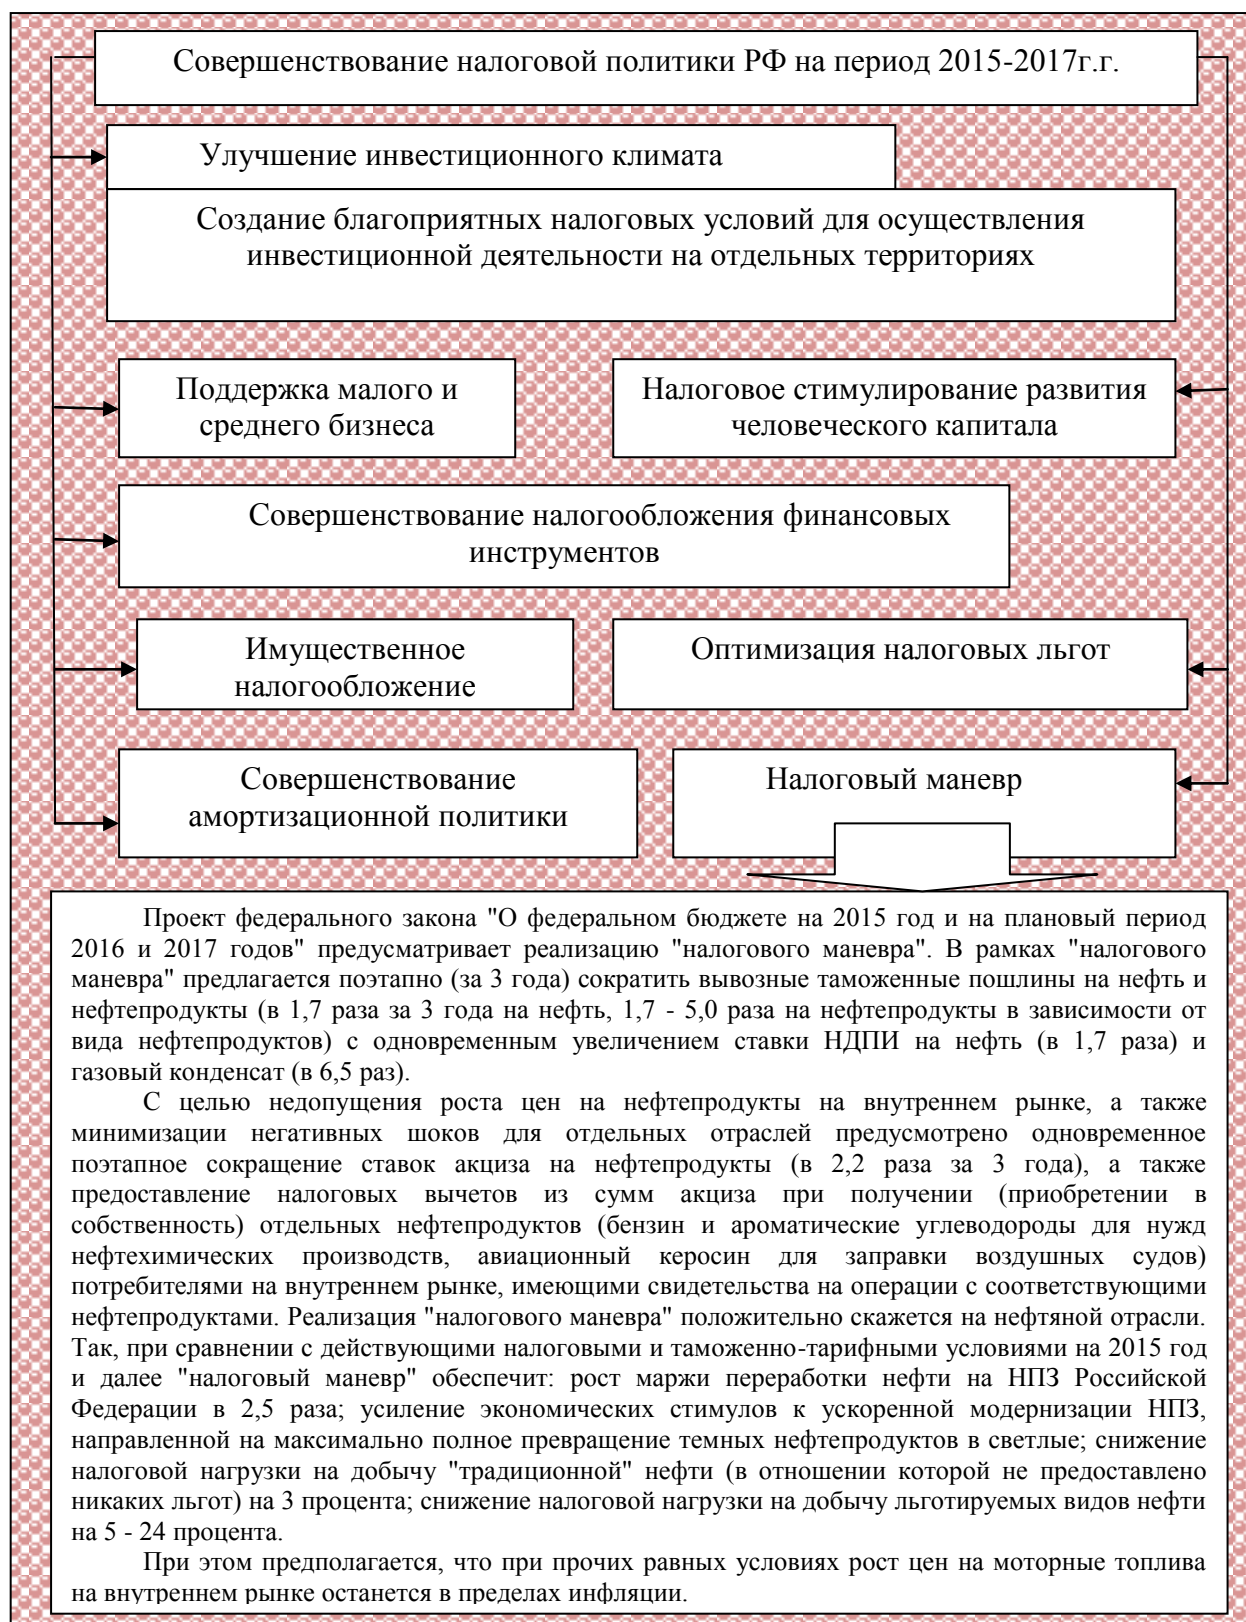 Совершенствование налоговой политики РФ на период 2015-2017г.г.
Улучшение инвестиционного климата
Создание благоприятных налоговых условий для осуществления
инвестиционной деятельности на отдельных территориях
Поддержка малого и
среднего бизнеса
Налоговое стимулирование развития
человеческого капитала
Совершенствование налогообложения финансовых
инструментов
Имущественное
налогообложение
Оптимизация налоговых льгот
Совершенствование
амортизационной политики
Налоговый маневр
Проект федерального закона "О федеральном бюджете на 2015 год и на плановый период
2016 и 2017 годов" предусматривает реализацию "налогового маневра". В рамках "налогового
маневра" предлагается поэтапно (за 3 года) сократить вывозные таможенные пошлины на нефть и
нефтепродукты (в 1,7 раза за 3 года на нефть, 1,7 - 5,0 раза на нефтепродукты в зависимости от
вида нефтепродуктов) с одновременным увеличением ставки НДПИ на нефть (в 1,7 раза) и
газовый конденсат (в 6,5 раз).
С целью недопущения роста цен на нефтепродукты на внутреннем рынке, а также
минимизации негативных шоков для отдельных отраслей предусмотрено одновременное
поэтапное сокращение ставок акциза на нефтепродукты (в 2,2 раза за 3 года), а также
предоставление налоговых вычетов из сумм акциза при получении (приобретении в
собственность) отдельных нефтепродуктов (бензин и ароматические углеводороды для нужд
нефтехимических производств, авиационный керосин для заправки воздушных судов)
потребителями на внутреннем рынке, имеющими свидетельства на операции с соответствующими
нефтепродуктами. Реализация "налогового маневра" положительно скажется на нефтяной отрасли.
Так, при сравнении с действующими налоговыми и таможенно-тарифными условиями на 2015 год
и далее "налоговый маневр" обеспечит: рост маржи переработки нефти на НПЗ Российской
Федерации в 2,5 раза; усиление экономических стимулов к ускоренной модернизации НПЗ,
направленной на максимально полное превращение темных нефтепродуктов в светлые; снижение
налоговой нагрузки на добычу "традиционной" нефти (в отношении которой не предоставлено
никаких льгот) на 3 процента; снижение налоговой нагрузки на добычу льготируемых видов нефти
на 5 - 24 процента.
При этом предполагается, что при прочих равных условиях рост цен на моторные топлива
на внутреннем рынке останется в пределах инфляции.